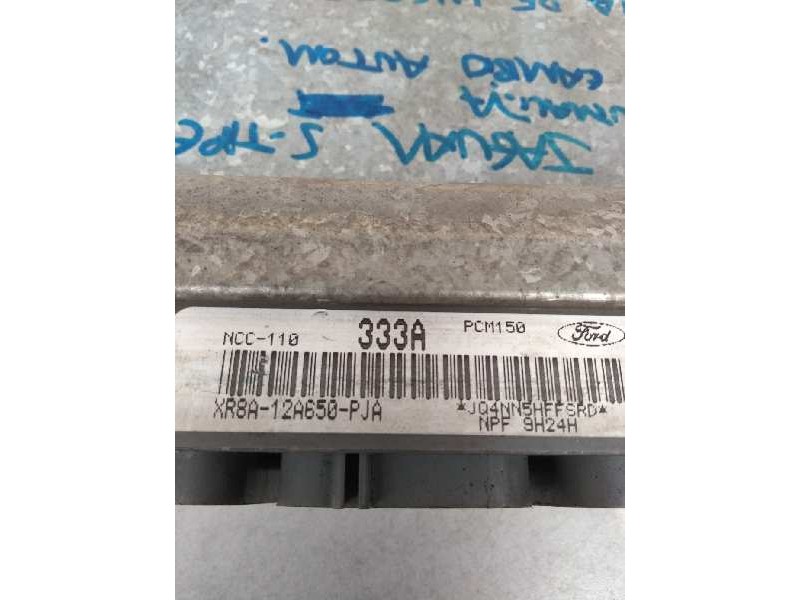 JAGUAR S-TYPE
CAMBIO AUTOM.
NCC-110 333A PCM150 Ford
XR8A-12A650-PJA *JQ4NN5HFFSRD*
NPF 9H24H